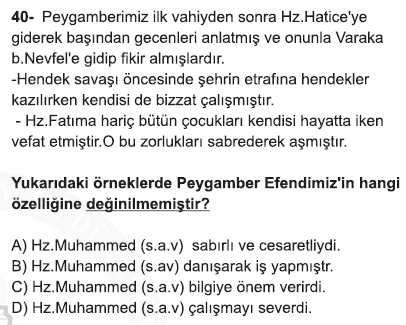 40- Peygamberimiz ilk vahiyden sonra Hz.Hatice'ye
giderek başından gecenleri anlatmış ve onunla Varaka
b.Nevfel'e gidip fikir almışlardır.
-Hendek savaşı öncesinde şehrin etrafına hendekler
kazılırken kendisi de bizzat çalışmıştır.
- Hz.Fatıma hariç bütün çocukları kendisi hayatta iken
vefat etmiştir.O bu zorlukları sabrederek aşmıştır.
Yukarıdaki örneklerde Peygamber Efendimiz'in hangi
özelliğine değinilmemiştir?
A) Hz.Muhammed (s.a.v) sabırlı ve cesaretliydi.
B) Hz.Muhammed (s.av) danışarak iş yapmıştr.
C) Hz.Muhammed (s.a.v) bilgiye önem verirdi.
D) Hz.Muhammed (s.a.v) çalışmayı severdi.